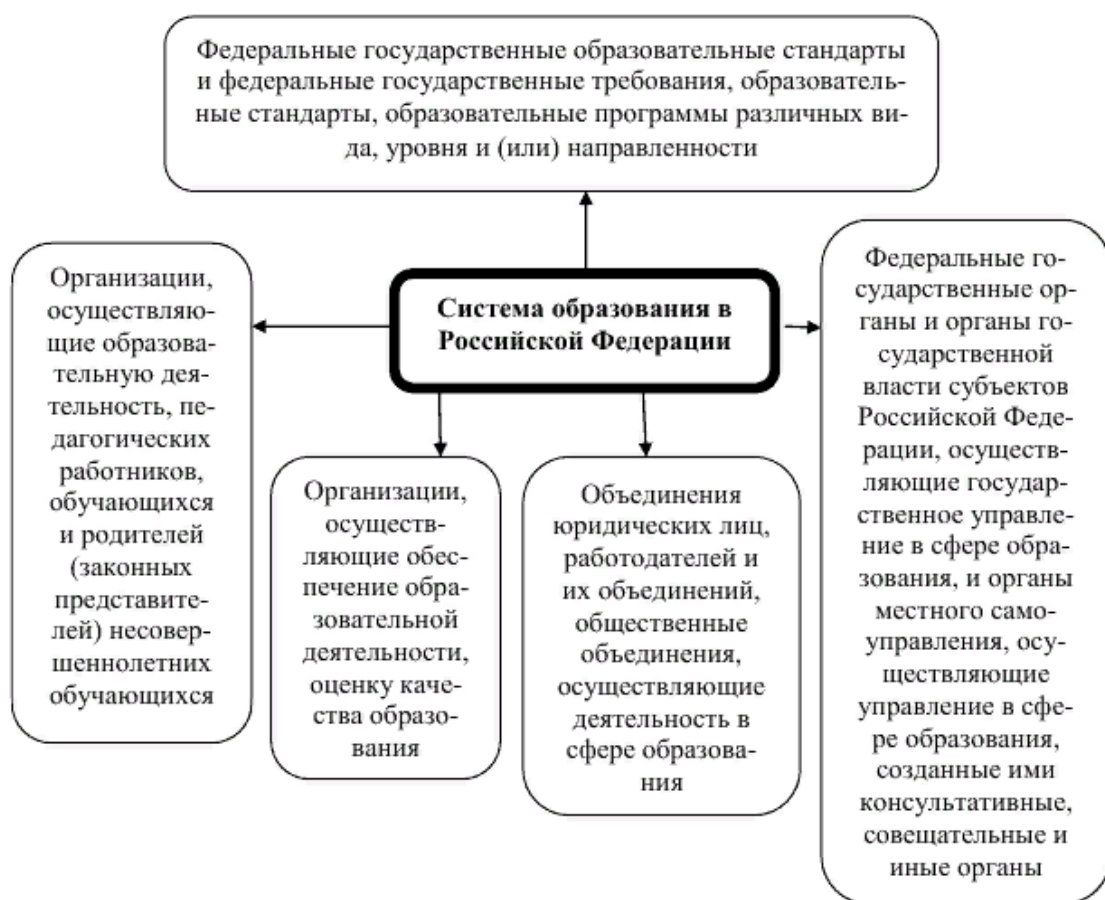 Федеральные государственные образовательные стандарты
и федеральные государственные требования, образователь-
ные стандарты, образовательные программы различных ви-
да, уровня и (или) направленности
Система образования в
Российской Федерации
Организации,
осуществляю-
щие образова-
тельную дея-
тельность, пе-
дагогических
работников,
обучающихся
и родителей
(законных
представите-
лей) несовер-
шеннолетних
обучающихся
Организации,
осуществ-
ляющие обес-
печение обра-
зовательной
деятельности,
оценку каче-
ства образо-
вания
Объединения
юридических лиц,
работодателей и
их объединений,
общественные
объединения,
осуществляющие
деятельность в
сфере образова-
ния
Федеральные го-
сударственные ор-
ганы и органы го-
сударственной
власти субъектов
Российской Феде-
рации, осуществ-
ляющие государ-
ственное управле-
ние в сфере обра-
зования, и органы
местного само-
управления, осу-
ществляющие
управление в сфе-
ре образования,
созданные ими
консультативные,
совещательные и
иные органы